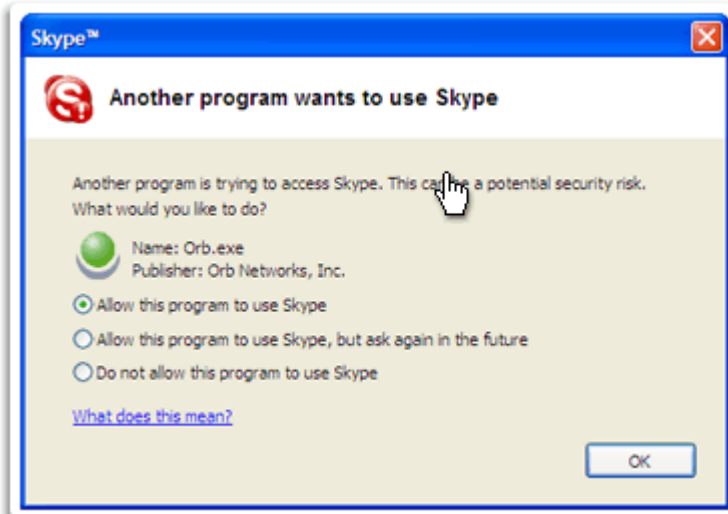 Skype™
Another program wants to use Skype
Another program is trying to access Skype. This can be a potential security risk.
What would you like to do?
Name: Orb.exe
Publisher: Orb Networks, Inc.
Allow this program to use Skype
Allow this program to use Skype, but ask again in the future
Do not allow this program to use Skype
What does this mean?
OK